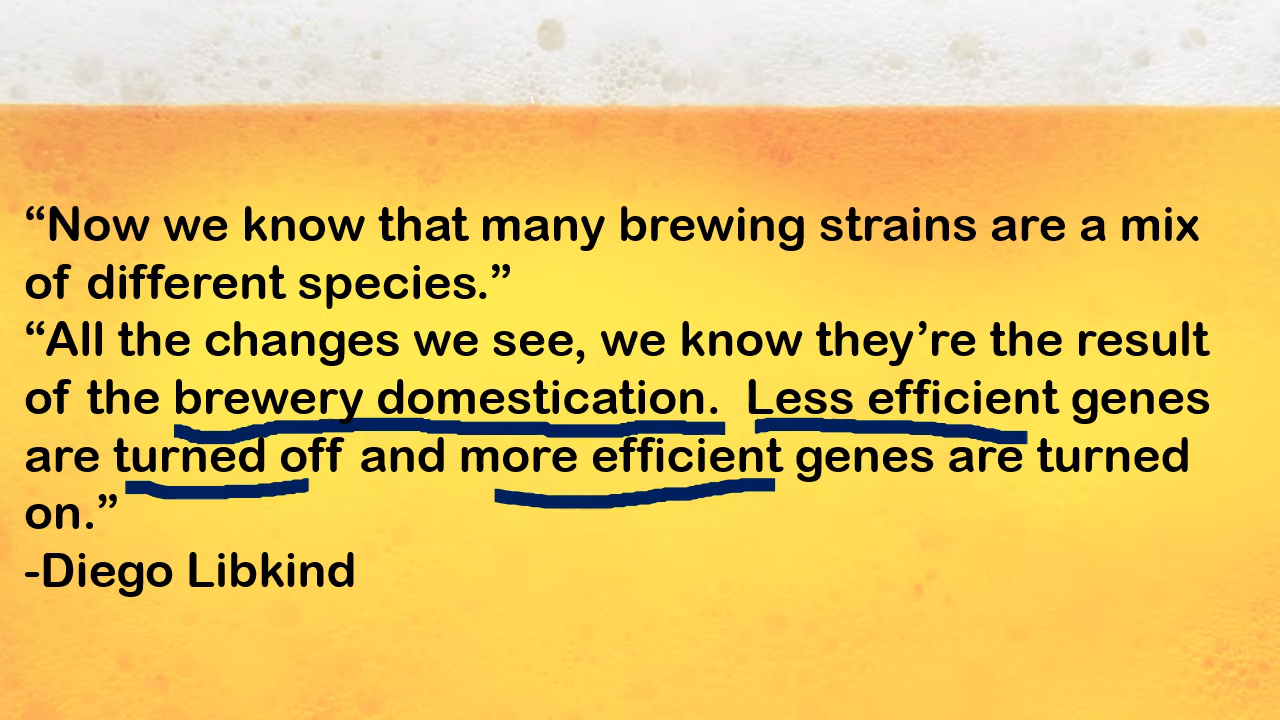 “Now we know that many brewing strains are a mix
of different species.”
“All the changes we see, we know they’re the result
of the brewery domestication.  Less efficient genes
are turned off and more efficient genes are turned
on.”
-Diego Libkind